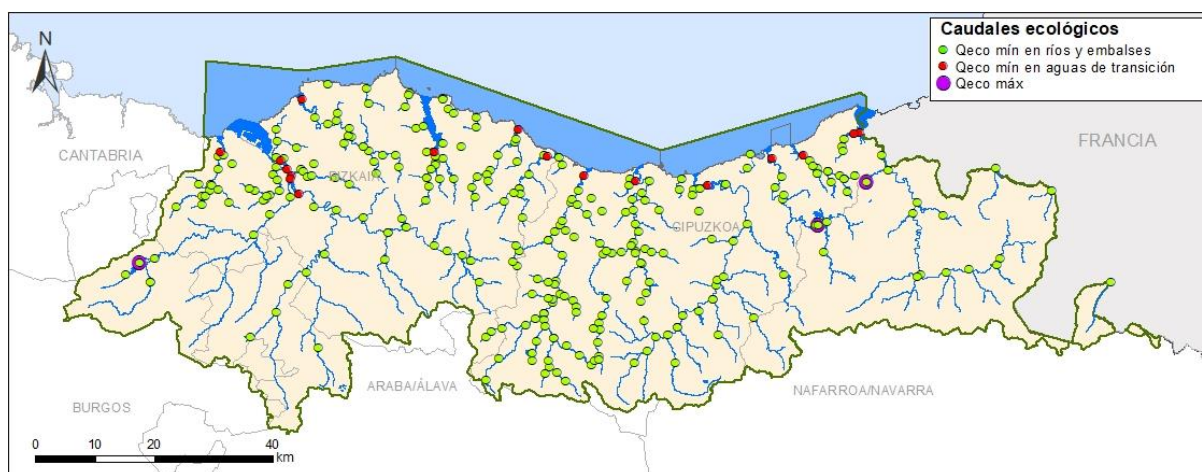 Caudales ecológicos
Qeco mín en ríos y embalses
Qeco mín en aguas de transición
Qeco máx
N
FRANCIA
CANTABRIA
BIZKAIA
GIPUZKOA
ARABA/ÁLAVA
NAFARROA/NAVARRA
BURGOS
0 10 20 40
km